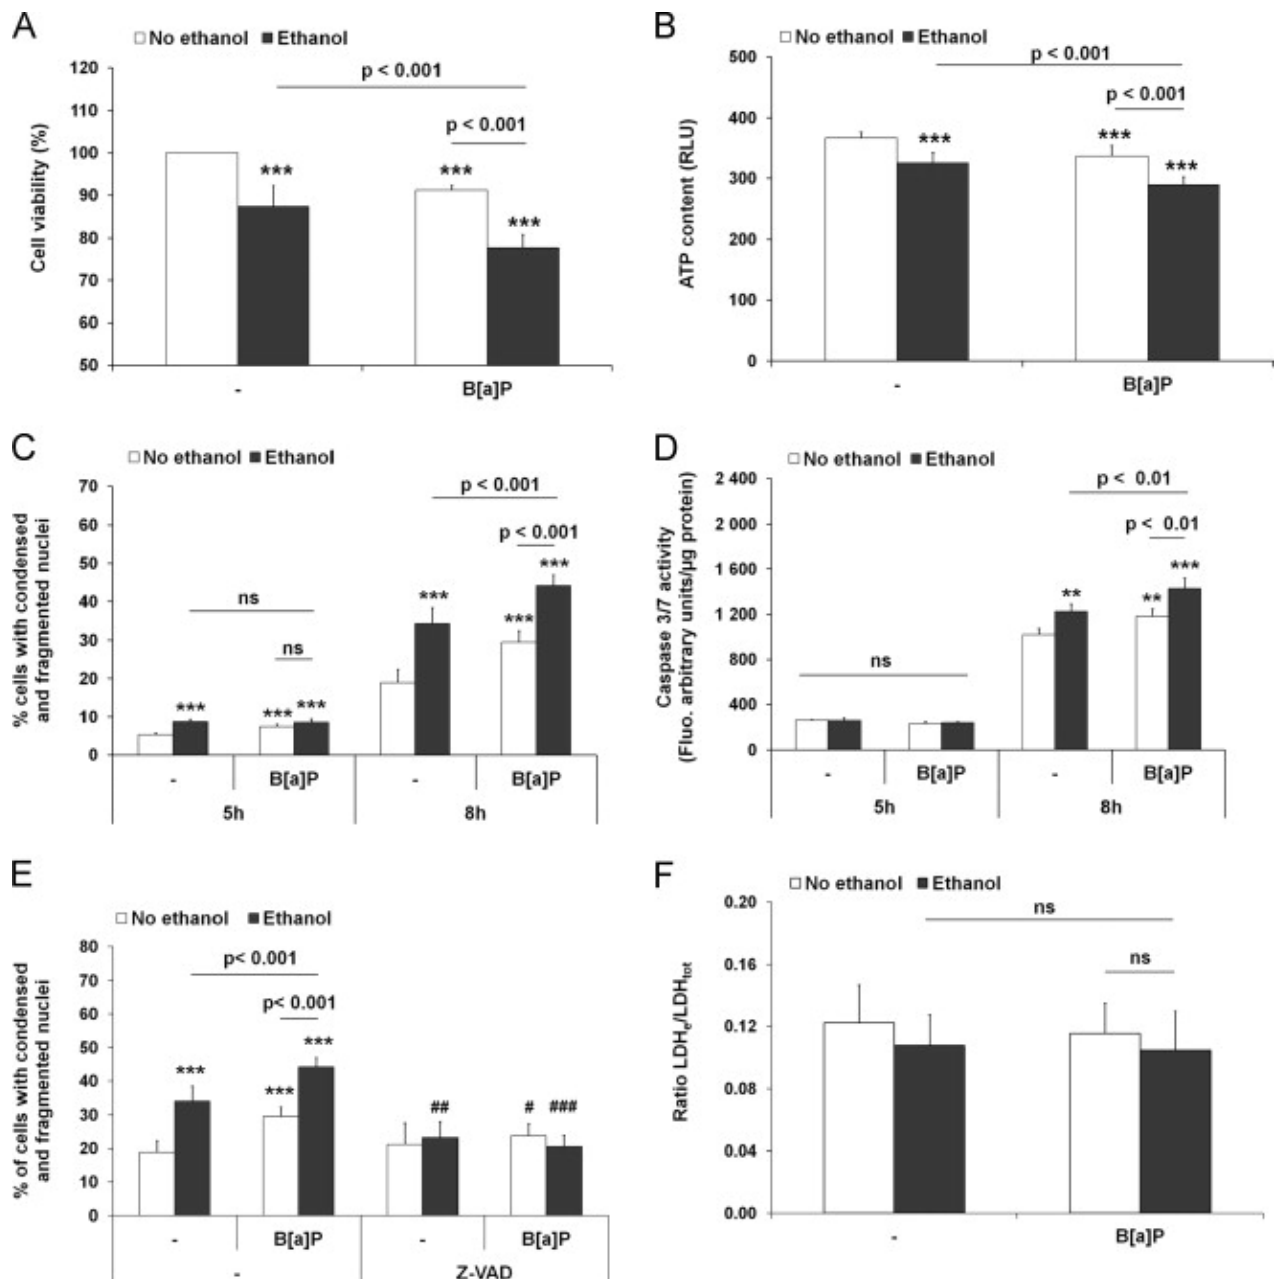 A
No ethanol Ethanol
p < 0.001
p < 0.001
***
***
***
Cell viability (%)
120
110
100
90
80
70
60
50
-
B[a]P
B
No ethanol Ethanol
p < 0.001
p < 0.001
***
***
***
ATP content (RLU)
500
400
300
200
100
0
-
B[a]P
C
No ethanol Ethanol
p < 0.001
p < 0.001
ns
ns
***
***
***
***
***
***
% cells with condensed
and fragmented nuclei
70
60
50
40
30
20
10
0
-
B[a]P
-
B[a]P
5h
8h
D
No ethanol Ethanol
p < 0.01
p < 0.01
ns
**
**
***
Caspase 3/7 activity
(Fluo. arbitrary units/µg protein)
2 400
2 000
1 600
1 200
800
400
0
-
B[a]P
-
B[a]P
5h
8h
E
No ethanol Ethanol
p< 0.001
p< 0.001
***
***
***
##
#
###
% of cells with condensed
and fragmented nuclei
80
70
60
50
40
30
20
10
0
-
B[a]P
-
B[a]P
-
Z-VAD
F
No ethanol Ethanol
ns
ns
Ratio LDHe/LDHtot
0.20
0.16
0.12
0.08
0.04
0.00
-
B[a]P